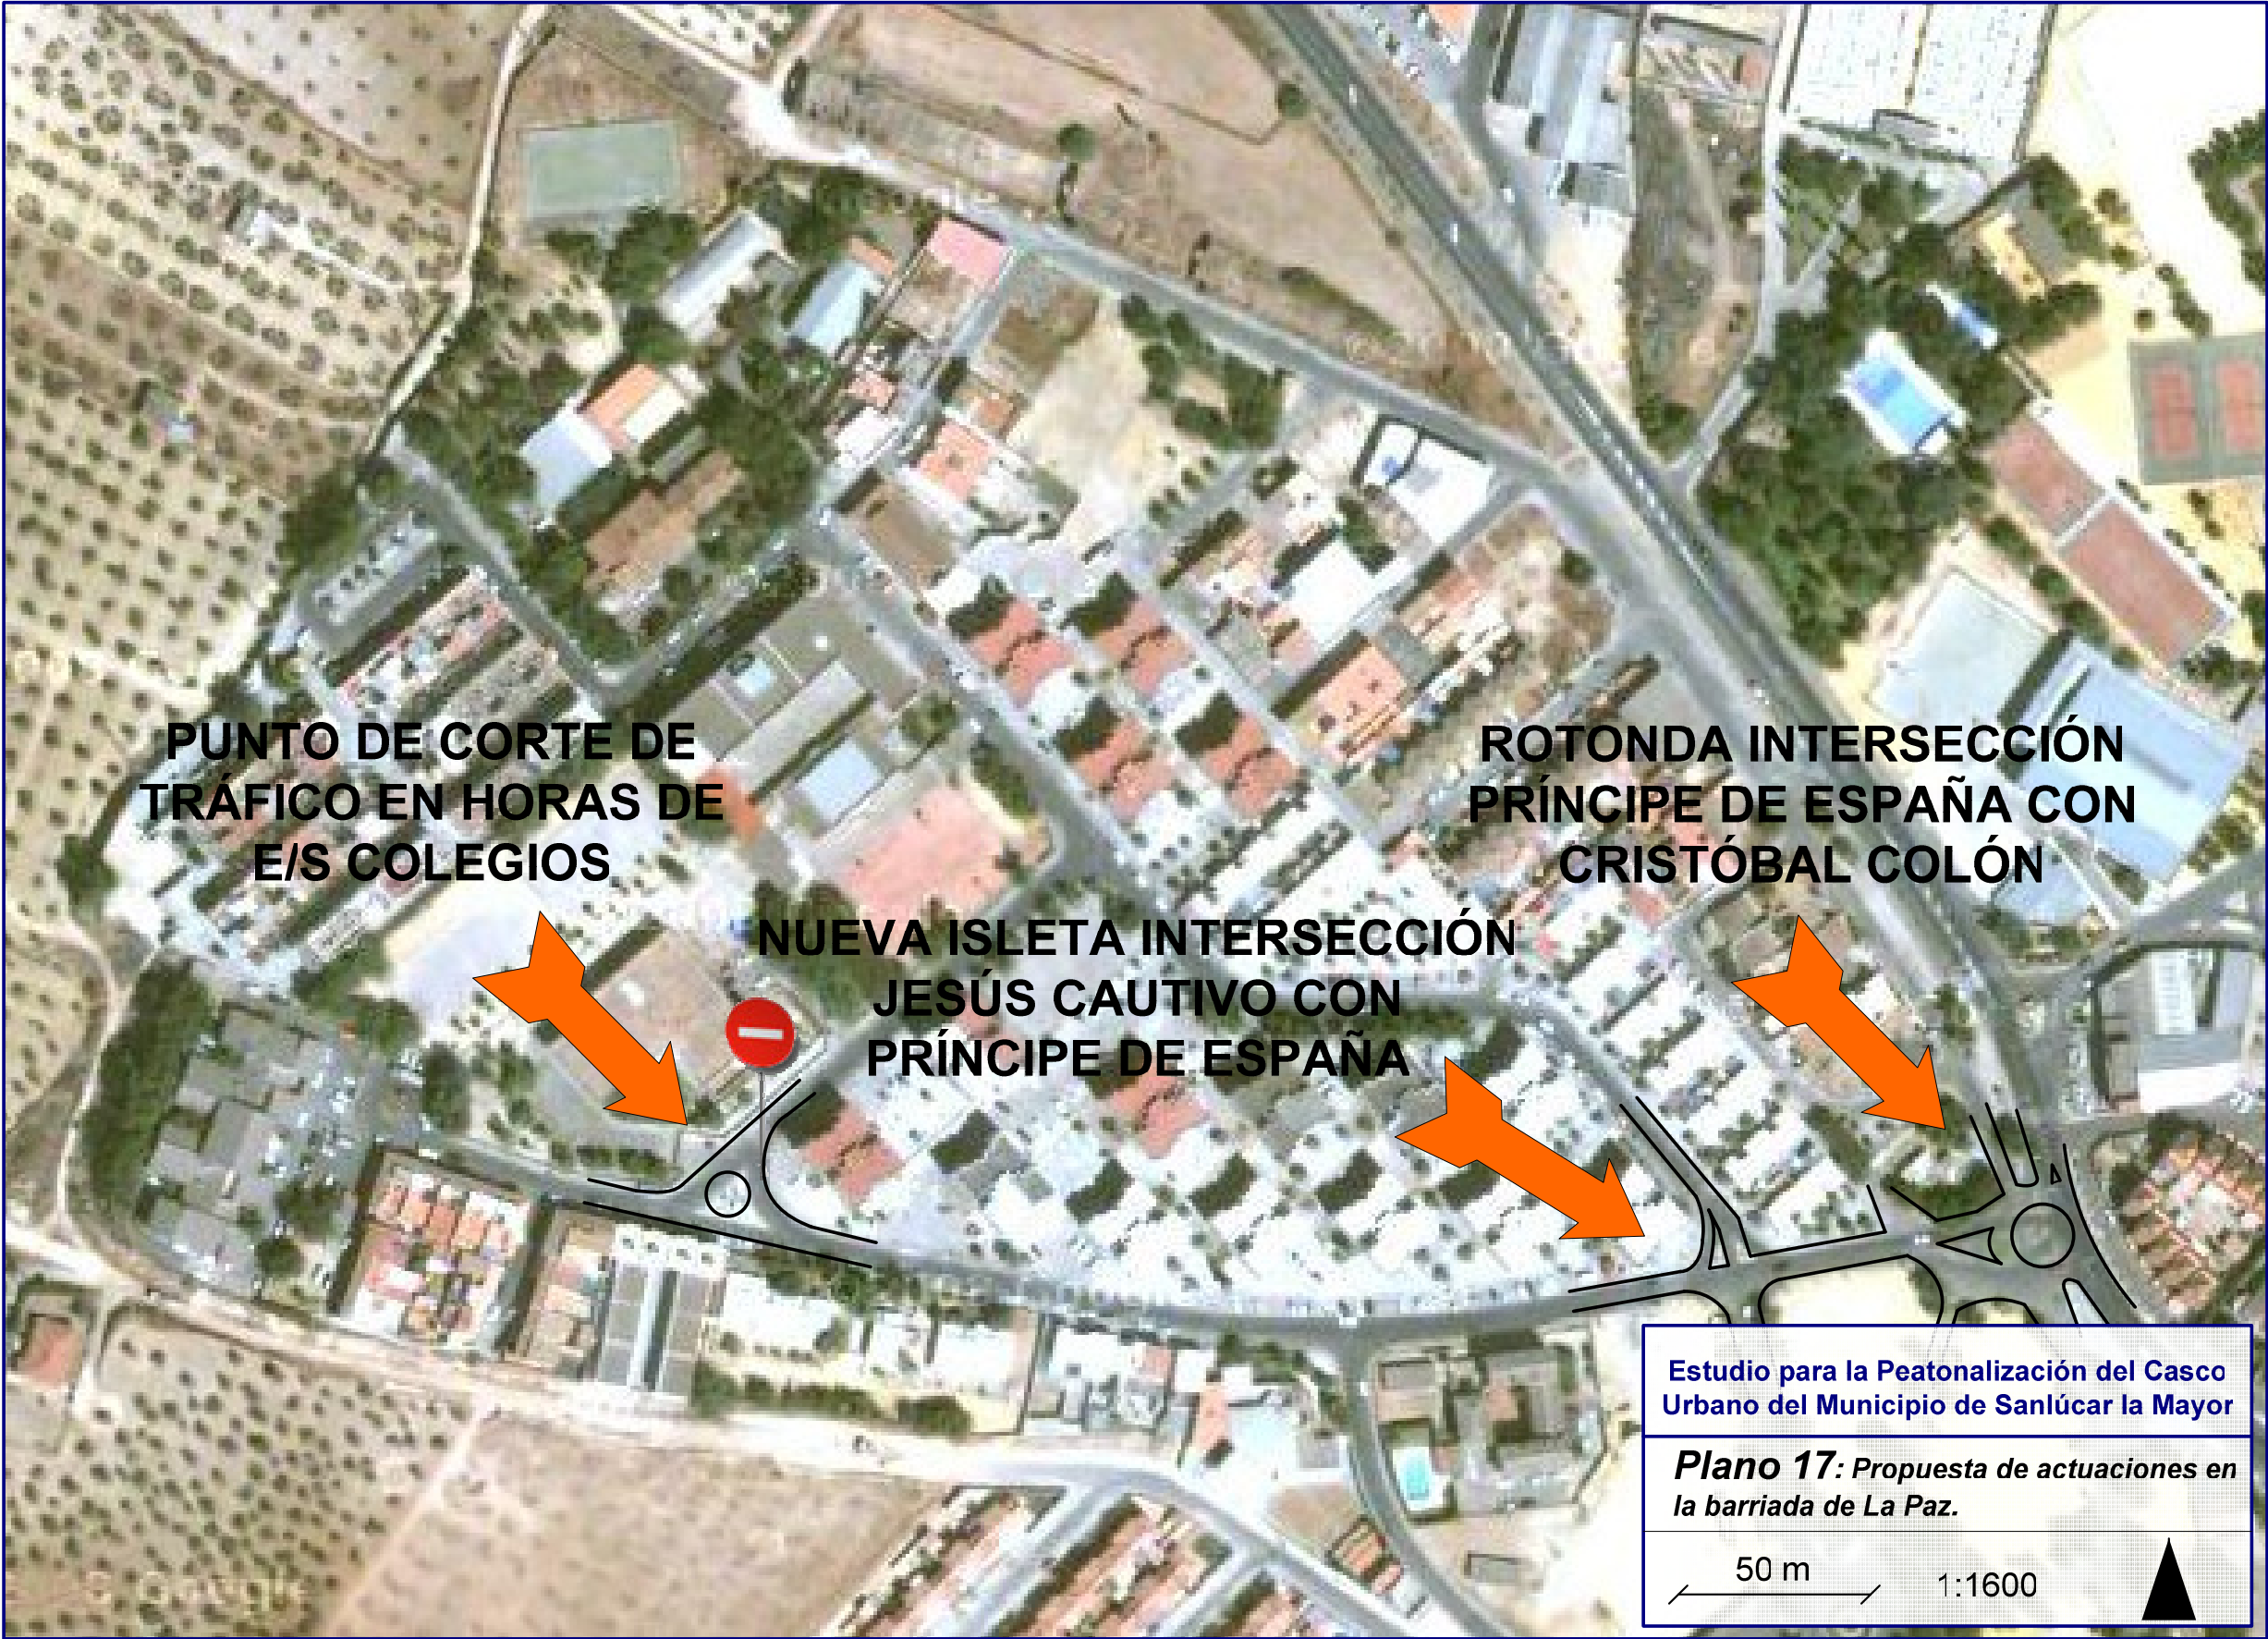 PUNTO DE CORTE DE
TRÁFICO EN HORAS DE
E/S COLEGIOS
NUEVA ISLETA INTERSECCIÓN
JESÚS CAUTIVO CON
PRÍNCIPE DE ESPAÑA
ROTONDA INTERSECCIÓN
PRÍNCIPE DE ESPAÑA CON
CRISTÓBAL COLÓN
Estudio para la Peatonalización del Casco
Urbano del Municipio de Sanlúcar la Mayor
Plano 17: Propuesta de actuaciones en
la barriada de La Paz.
50 m
1:1600